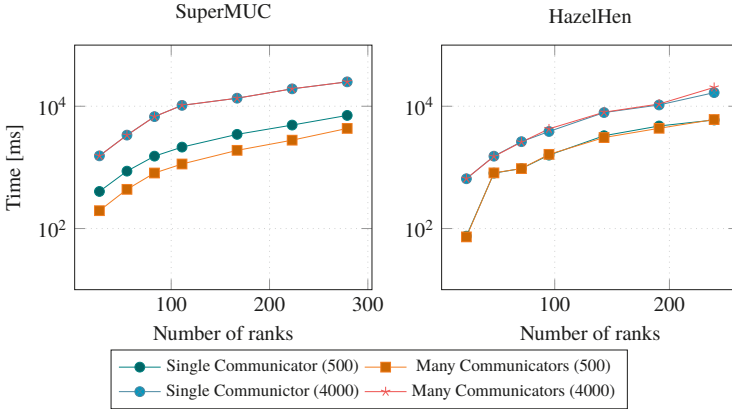 SuperMUC
HazelHen
Time [ms]
10^4
10^2
100
200
300
Number of ranks
10^4
10^2
100
200
Number of ranks
Single Communicator (500)
Many Communicators (500)
Single Communictor (4000)
Many Communicators (4000)